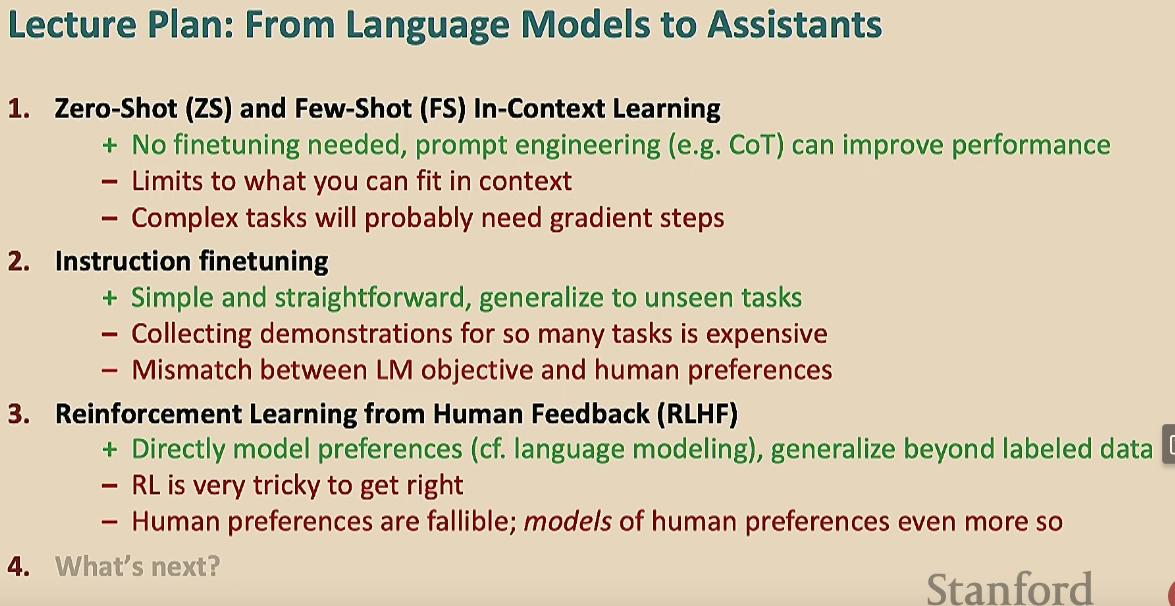 Lecture Plan: From Language Models to Assistants
1. Zero-Shot (ZS) and Few-Shot (FS) In-Context Learning
+ No finetuning needed, prompt engineering (e.g. CoT) can improve performance
– Limits to what you can fit in context
– Complex tasks will probably need gradient steps
2. Instruction finetuning
+ Simple and straightforward, generalize to unseen tasks
– Collecting demonstrations for so many tasks is expensive
– Mismatch between LM objective and human preferences
3. Reinforcement Learning from Human Feedback (RLHF)
+ Directly model preferences (cf. language modeling), generalize beyond labeled data
– RL is very tricky to get right
– Human preferences are fallible; models of human preferences even more so
4. What's next?
Stanford